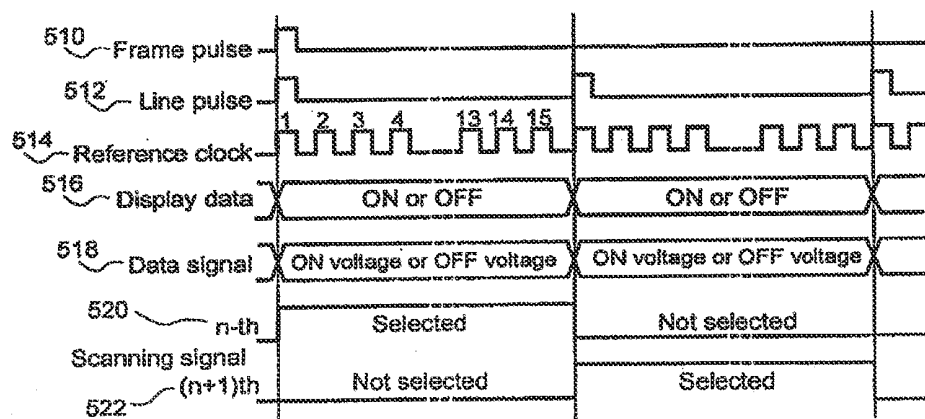 510 Frame pulse
512 Line pulse
1 2 3 4 13 14 15
514 Reference clock
516 Display data ON or OFF ON or OFF
518 Data signal ON voltage or OFF voltage ON voltage or OFF voltage
520 n-th Selected Not selected
Scanning signal
522 (n+1)th Not selected Selected